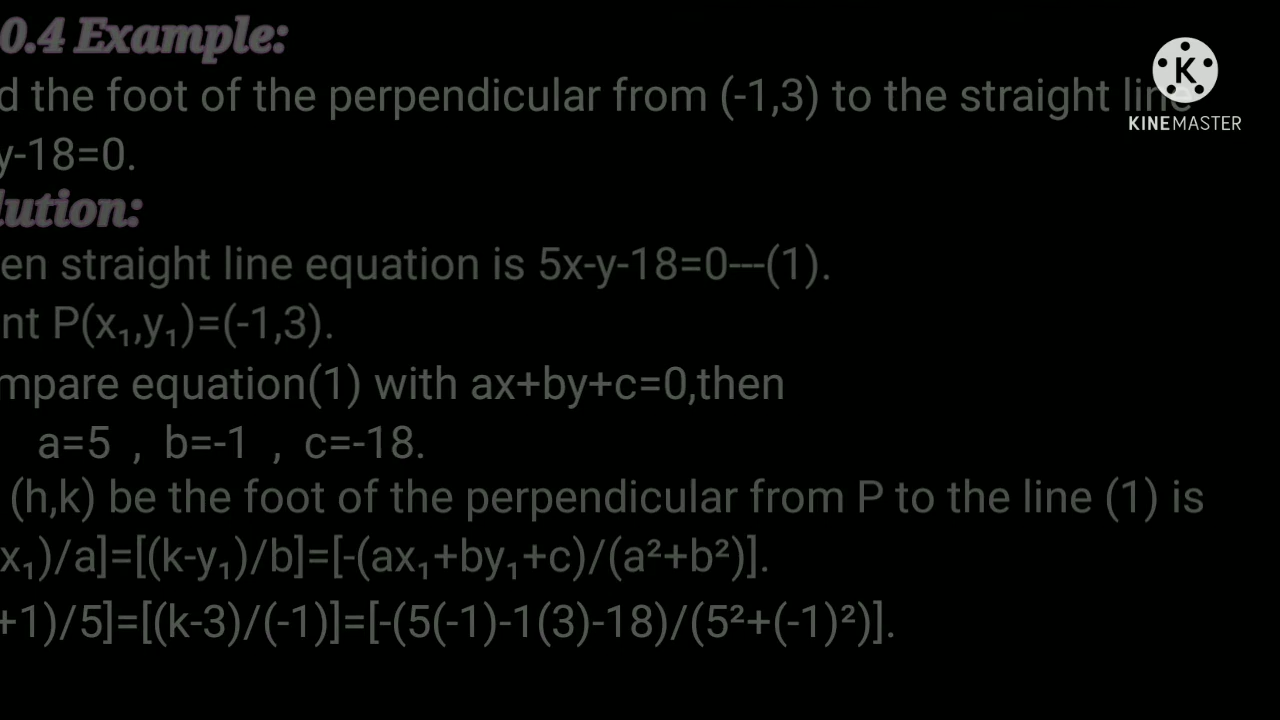 0.4 Example:
d the foot of the perpendicular from (-1,3) to the straight line
y-18=0.
lution:
en straight line equation is 5x-y-18=0---(1).
nt P(x₁,y₁)=(-1,3).
mpare equation(1) with ax+by+c=0,then
a=5 , b=-1 , c=-18.
(h,k) be the foot of the perpendicular from P to the line (1) is
x₁)/a]=[(k-y₁)/b]=[-(ax₁+by₁+c)/(a²+b²)].
+1)/5]=[(k-3)/(-1)]=[-(5(-1)-1(3)-18)/(5²+(-1)²)].
K
KINEMASTER